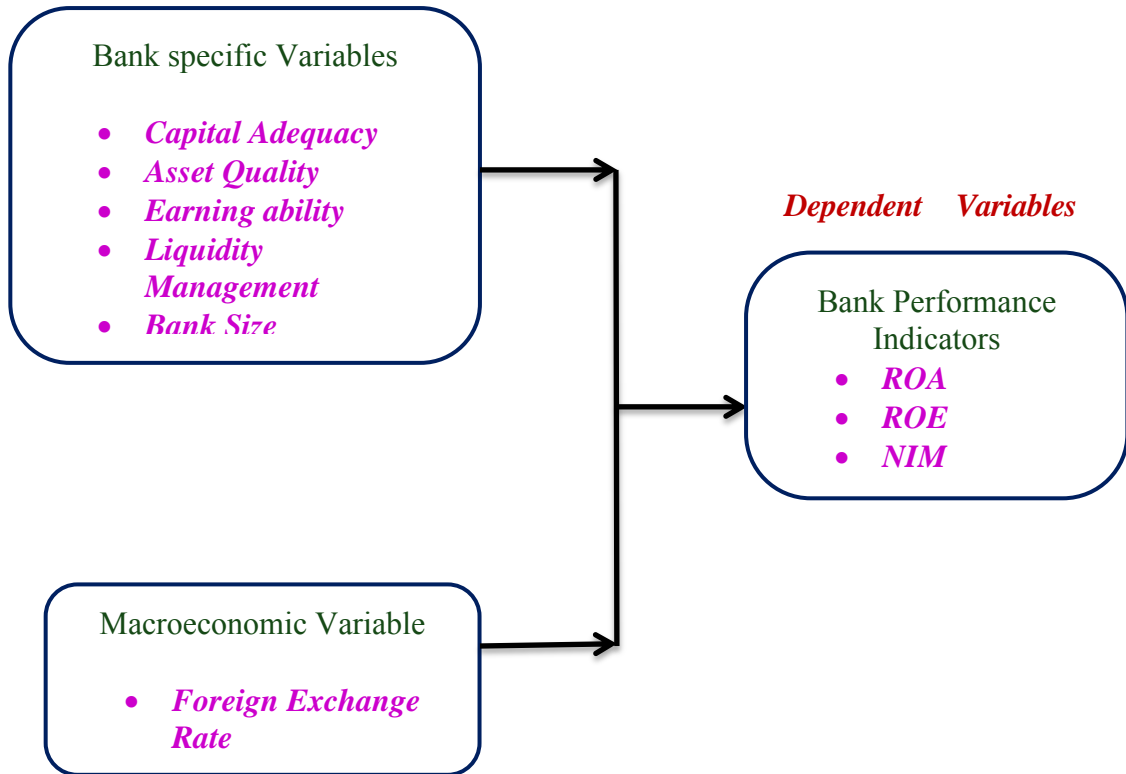 Bank specific Variables
• Capital Adequacy
• Asset Quality
• Earning ability
• Liquidity
Management
• Bank Size
Dependent Variables
Bank Performance
Indicators
• ROA
• ROE
• NIM
Macroeconomic Variable
• Foreign Exchange
Rate